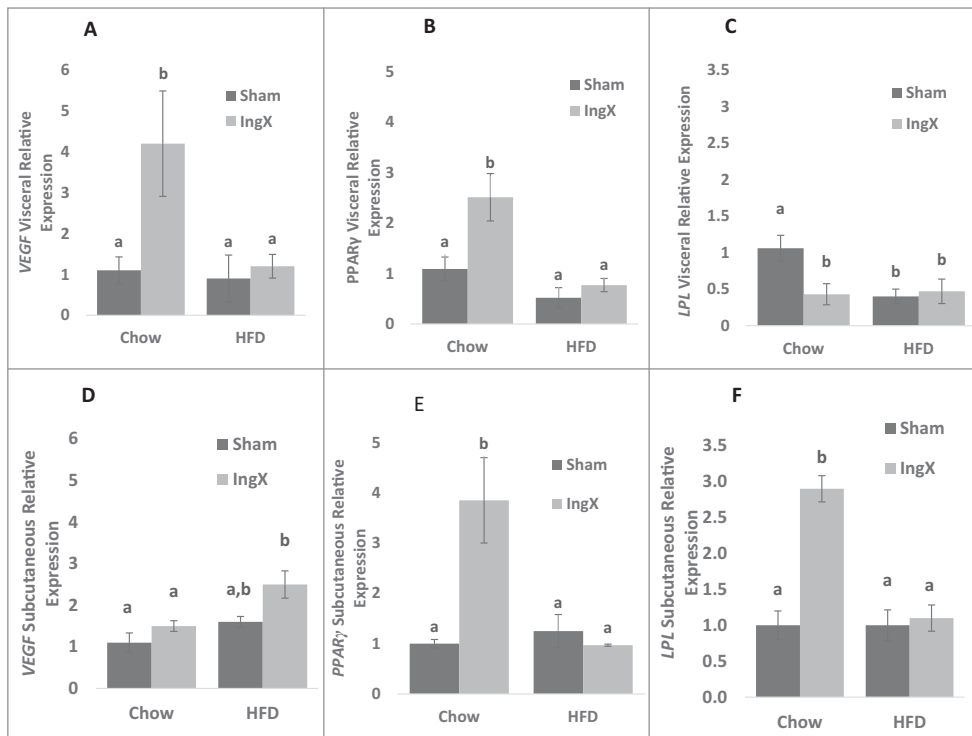 A
VEGF Visceral Relative
Expression
6
5
4
3
2
1
0
b
a
a
a
Sham
IngX
Chow
HFD
B
PPARγ Visceral Relative
Expression
5
4
3
2
1
0
a
b
a
a
Sham
IngX
Chow
HFD
C
LPL Visceral Relative Expression
3.5
3
2.5
2
1.5
1
0.5
0
a
b
b
b
Sham
IngX
Chow
HFD
D
VEGF Subcutaneous Relative
Expression
6
5
4
3
2
1
0
a
a
a,b
b
Sham
IngX
Chow
HFD
E
PPARγ Subcutaneous Relative
Expression
5
4
3
2
1
0
a
b
a
a
Sham
IngX
Chow
HFD
F
LPL Subcutaneous Relative
Expression
3.5
3.0
2.5
2.0
1.5
1.0
0.5
0.0
a
b
a
a
Sham
IngX
Chow
HFD